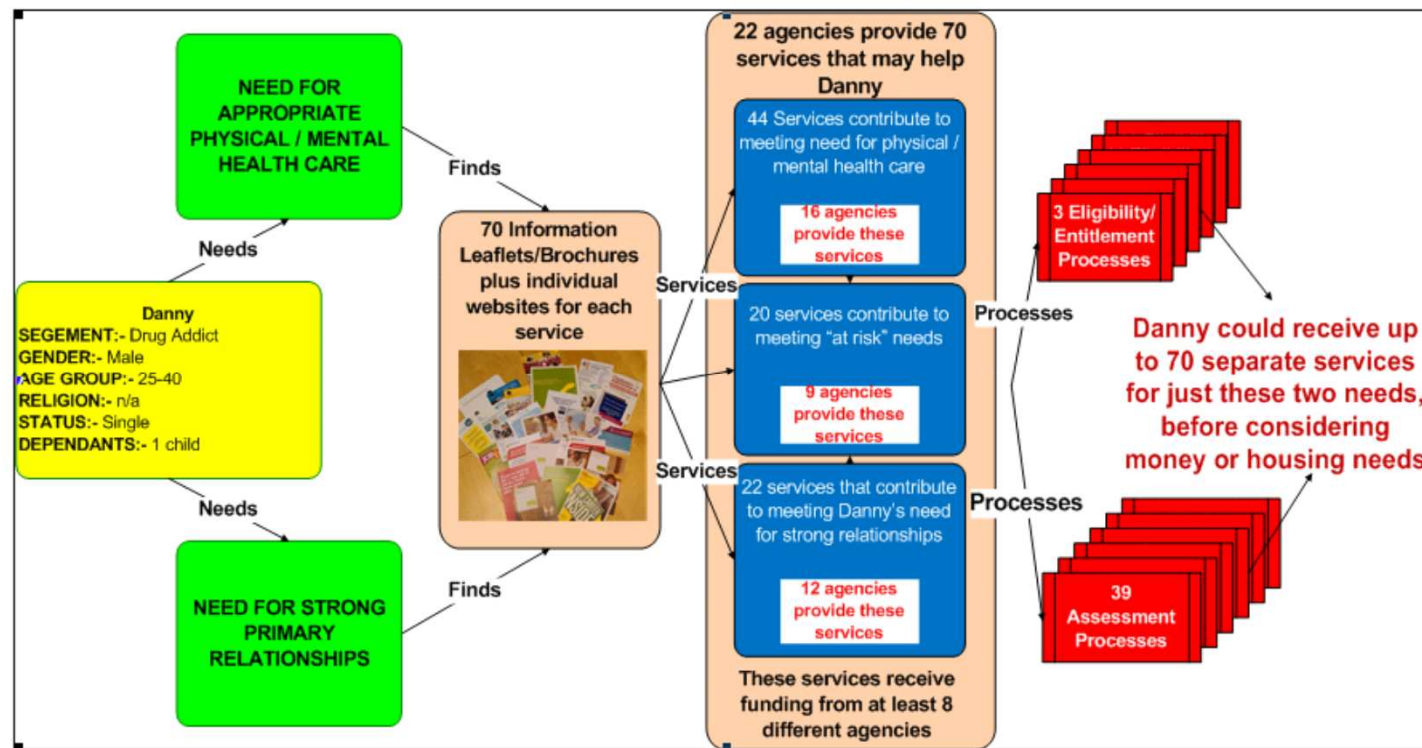 NEED FOR
APPROPRIATE
PHYSICAL / MENTAL
HEALTH CARE
Needs
Danny
SEGEMENT:- Drug Addict
GENDER:- Male
AGE GROUP:- 25-40
RELIGION:- n/a
STATUS:- Single
DEPENDANTS:- 1 child
Needs
NEED FOR STRONG
PRIMARY
RELATIONSHIPS
Finds
Finds
70 Information
Leaflets/Brochures
plus individual
websites for each
service
Services
Services
22 agencies provide 70
services that may help
Danny
44 Services contribute to
meeting need for physical /
mental health care
16 agencies
provide these
services
20 services contribute to
meeting “at risk” needs
9 agencies
provide these
services
22 services that contribute
to meeting Danny’s need
for strong relationships
12 agencies
provide these
services
These services receive
funding from at least 8
different agencies
Processes
Processes
3 Eligibility/
Entitlement
Processes
39
Assessment
Processes
Danny could receive up
to 70 separate services
for just these two needs,
before considering
money or housing needs